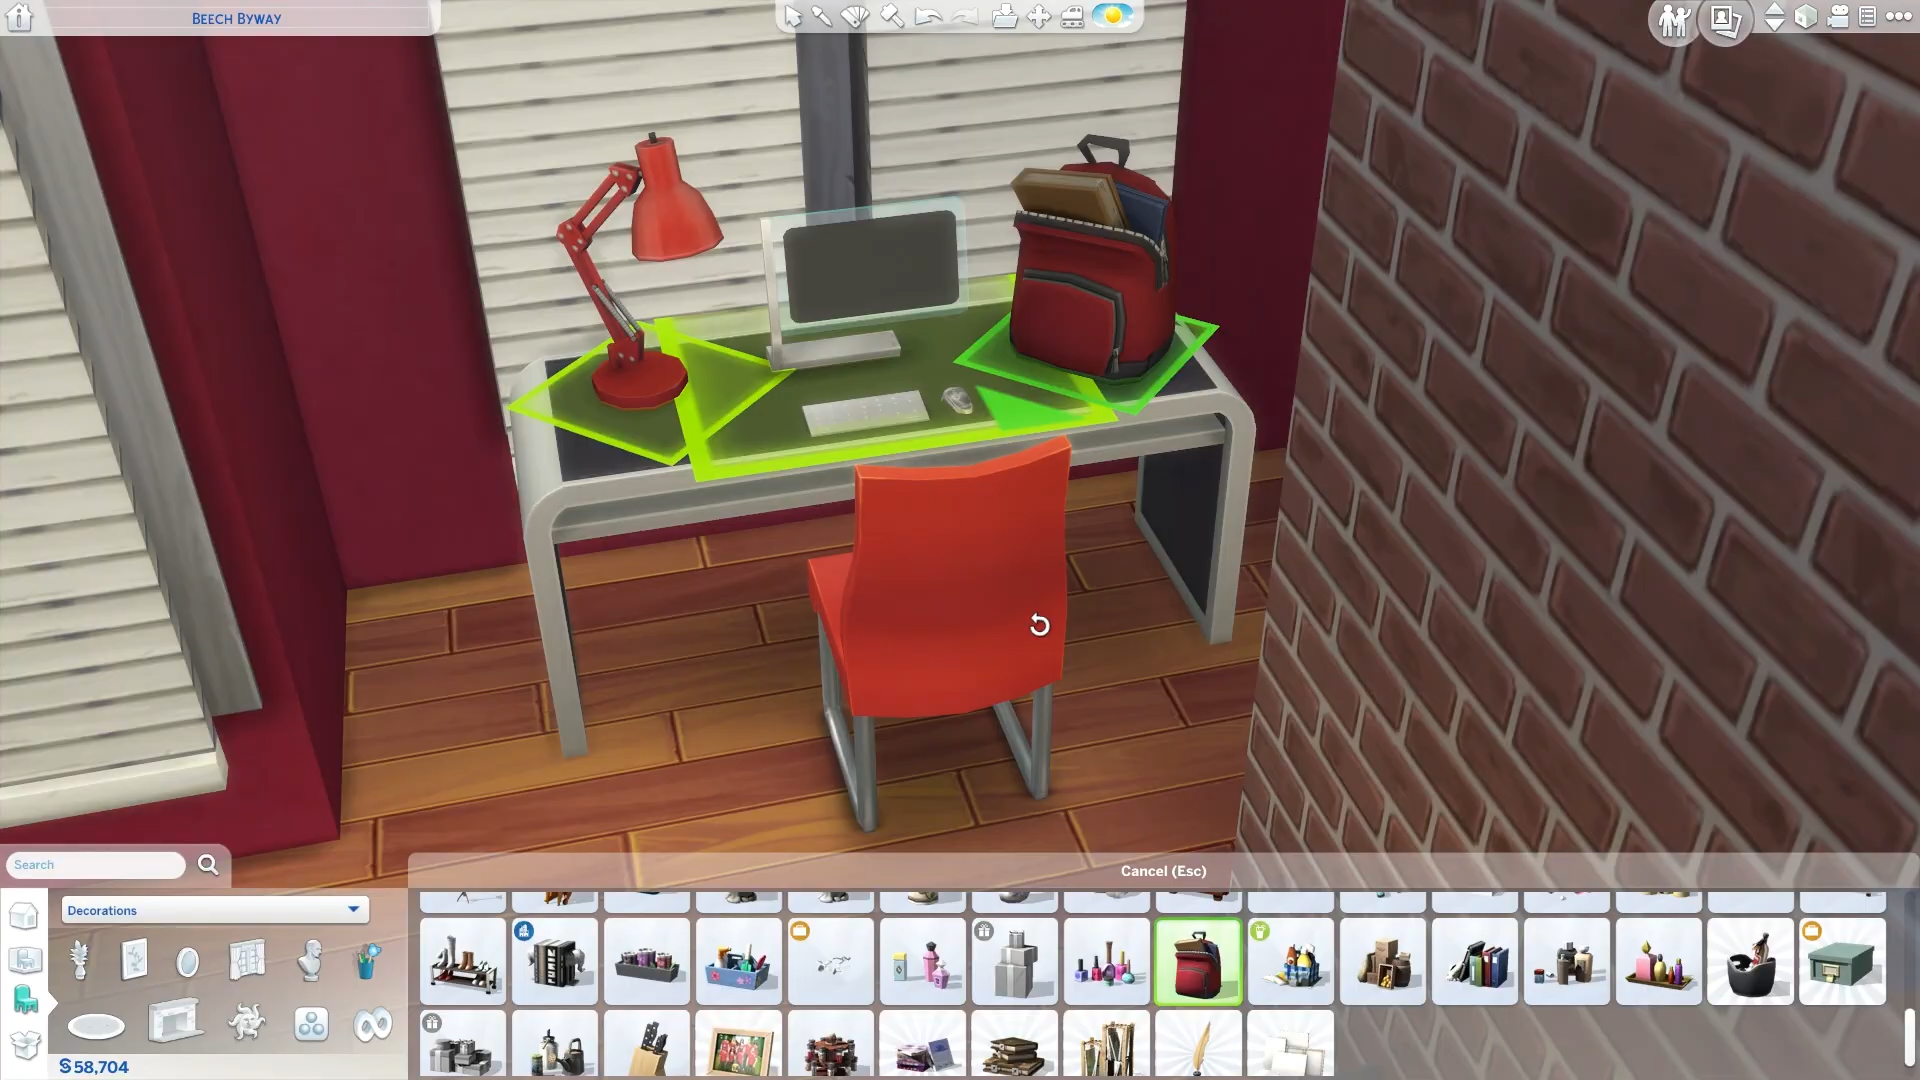 BEECH BYWAY
Search
Cancel (Esc)
Decorations
§58,704